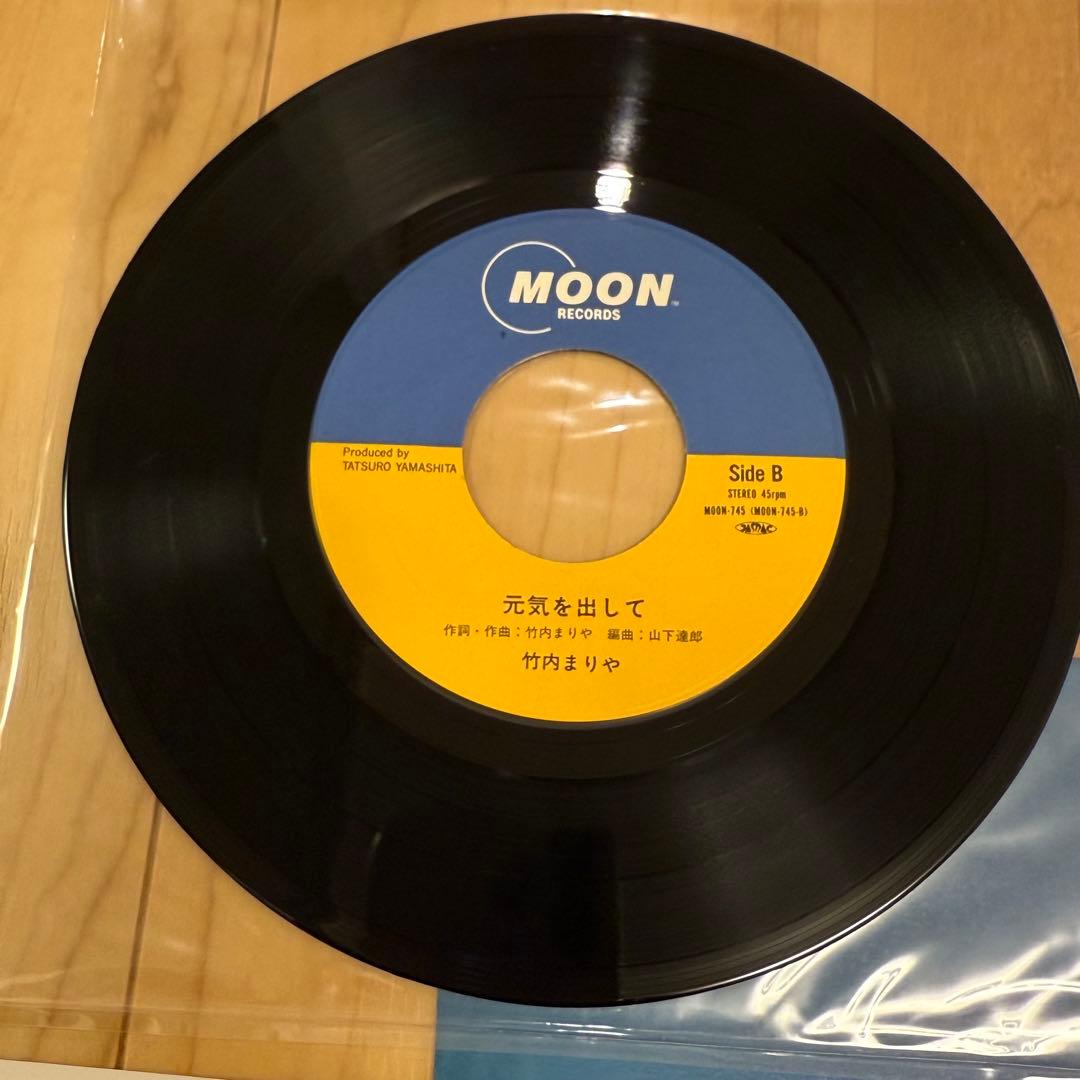 MOON™
RECORDS
Produced by
TATSURO YAMASHITA
Side B
STEREO 45rpm
MOON-745 (MOON-745-B)
JASRAC
元気を出して
作詞・作曲：竹内まりや 編曲：山下達郎
竹内まりや